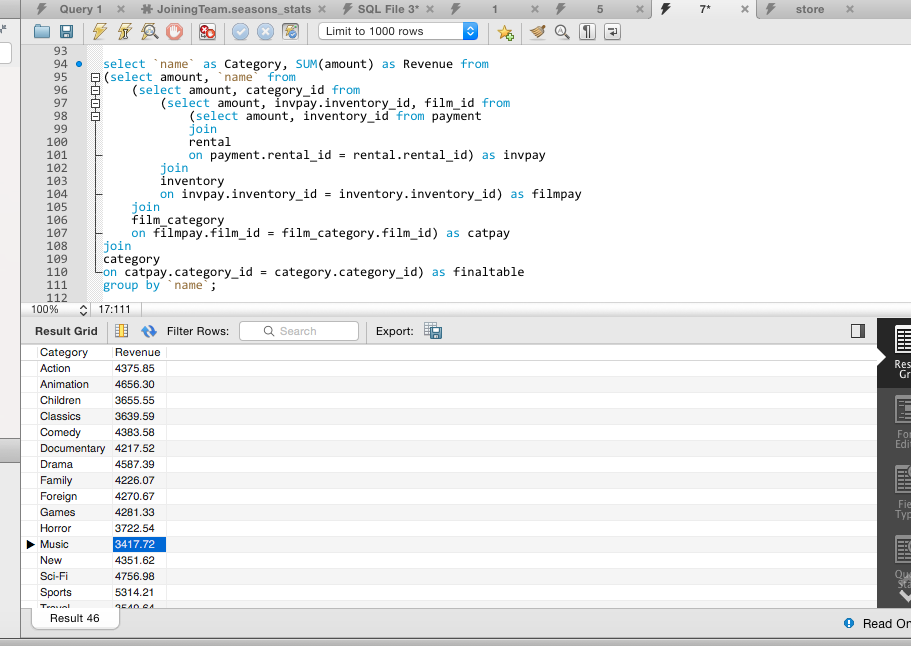 Query 1 JoiningTeam.seasons_stats SQL File 3* 1 5 7* store
Limit to 1000 rows
93
94 select `name` as Category, SUM(amount) as Revenue from
95 (select amount, `name` from
96 (select amount, category_id from
97 (select amount, invpay.inventory_id, film_id from
98 (select amount, inventory_id from payment
99 join
100 rental
101 on payment.rental_id = rental.rental_id) as invpay
102 join
103 inventory
104 on invpay.inventory_id = inventory.inventory_id) as filmpay
105 join
106 film_category
107 on filmpay.film_id = film_category.film_id) as catpay
108 join
109 category
110 on catpay.category_id = category.category_id) as finaltable
111 group by `name`;
112
100% 17:111
Result Grid Filter Rows: Search Export:
Category Revenue
Action 4375.85
Animation 4656.30
Children 3655.55
Classics 3639.59
Comedy 4383.58
Documentary 4217.52
Drama 4587.39
Family 4226.07
Foreign 4270.67
Games 4281.33
Horror 3722.54
Music 3417.72
New 4351.62
Sci-Fi 4756.98
Sports 5314.21
Travel 3549.64
Res
Gr
For
Edi
Fie
Typ
Que
Sta
Result 46
Read On